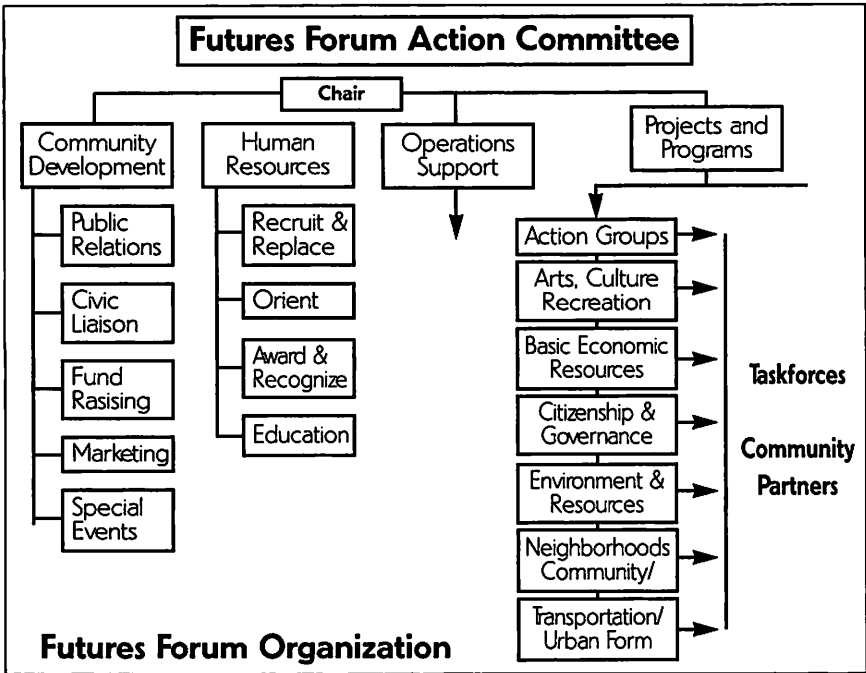 Futures Forum Action Committee
Chair
Community
Development
Human
Resources
Operations
Support
Projects and
Programs
Public
Relations
Civic
Liaison
Fund
Rasising
Marketing
Special
Events
Recruit &
Replace
Orient
Award &
Recognize
Education
Action Groups
Arts, Culture
Recreation
Basic Economic
Resources
Citizenship &
Governance
Environment &
Resources
Neighborhoods
Community/
Transportation/
Urban Form
Taskforces
Community
Partners
Futures Forum Organization